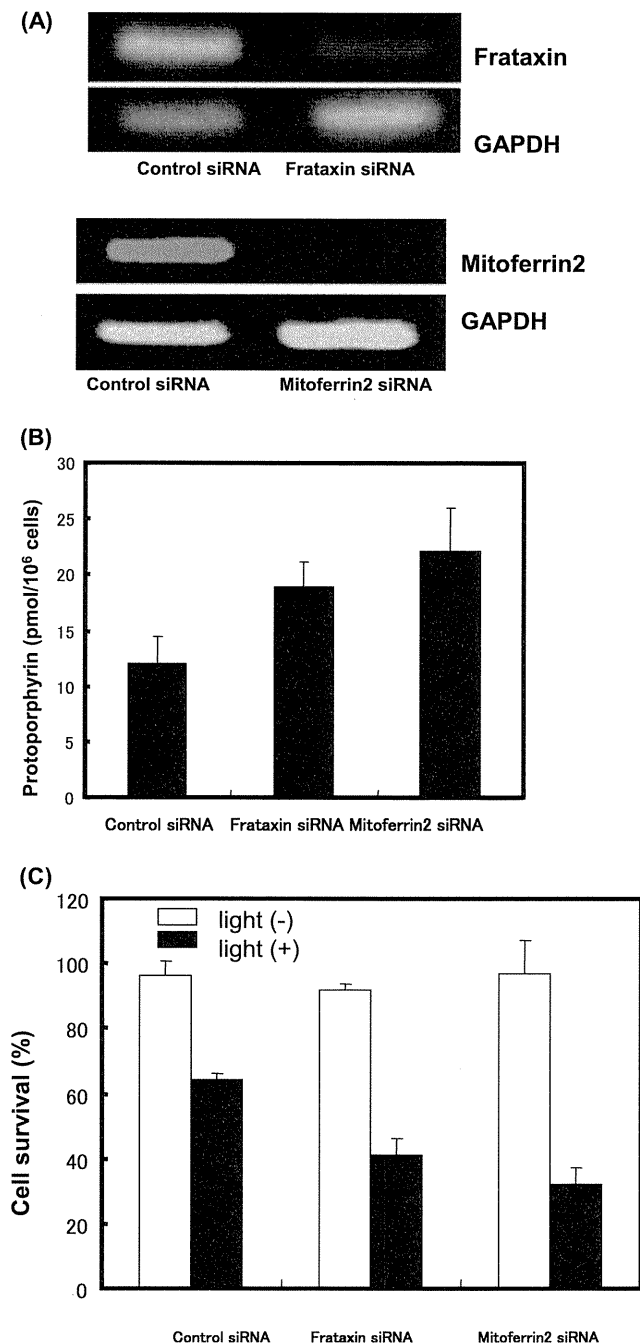 (A)
Frataxin
GAPDH
Control siRNA Frataxin siRNA
Mitoferrin2
GAPDH
Control siRNA Mitoferrin2 siRNA
(B)
Protoporphyrin (pmol/10⁶ cells)
30
25
20
15
10
5
0
Control siRNA Frataxin siRNA Mitoferrin2 siRNA
(C)
Cell survival (%)
120
100
80
60
40
20
0
light (-)
light (+)
Control siRNA Frataxin siRNA Mitoferrin2 siRNA